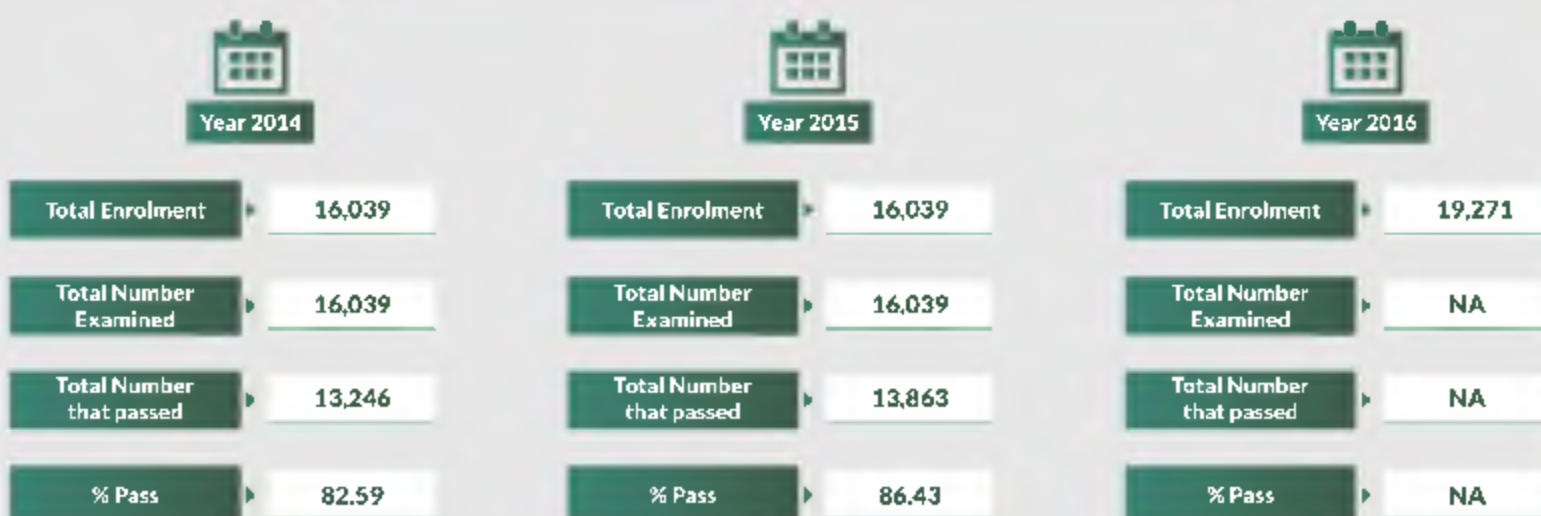 Year 2014
Total Enrolment
16,039
Total Number
Examined
16,039
Total Number
that passed
13,246
% Pass
82.59
Year 2015
Total Enrolment
16,039
Total Number
Examined
16,039
Total Number
that passed
13,863
% Pass
86.43
Year 2016
Total Enrolment
19,271
Total Number
Examined
NA
Total Number
that passed
NA
% Pass
NA